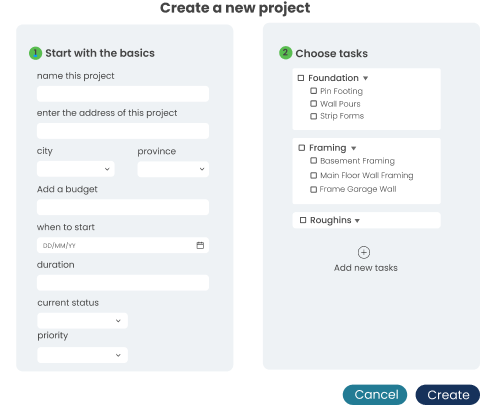 Create a new project
1 Start with the basics
name this project
enter the address of this project
city province
Add a budget
when to start
DD/MM/YY
duration
current status
priority
2 Choose tasks
Foundation
Pin Footing
Wall Pours
Strip Forms
Framing
Basement Framing
Main Floor Wall Framing
Frame Garage Wall
Roughins
Add new tasks
Cancel Create